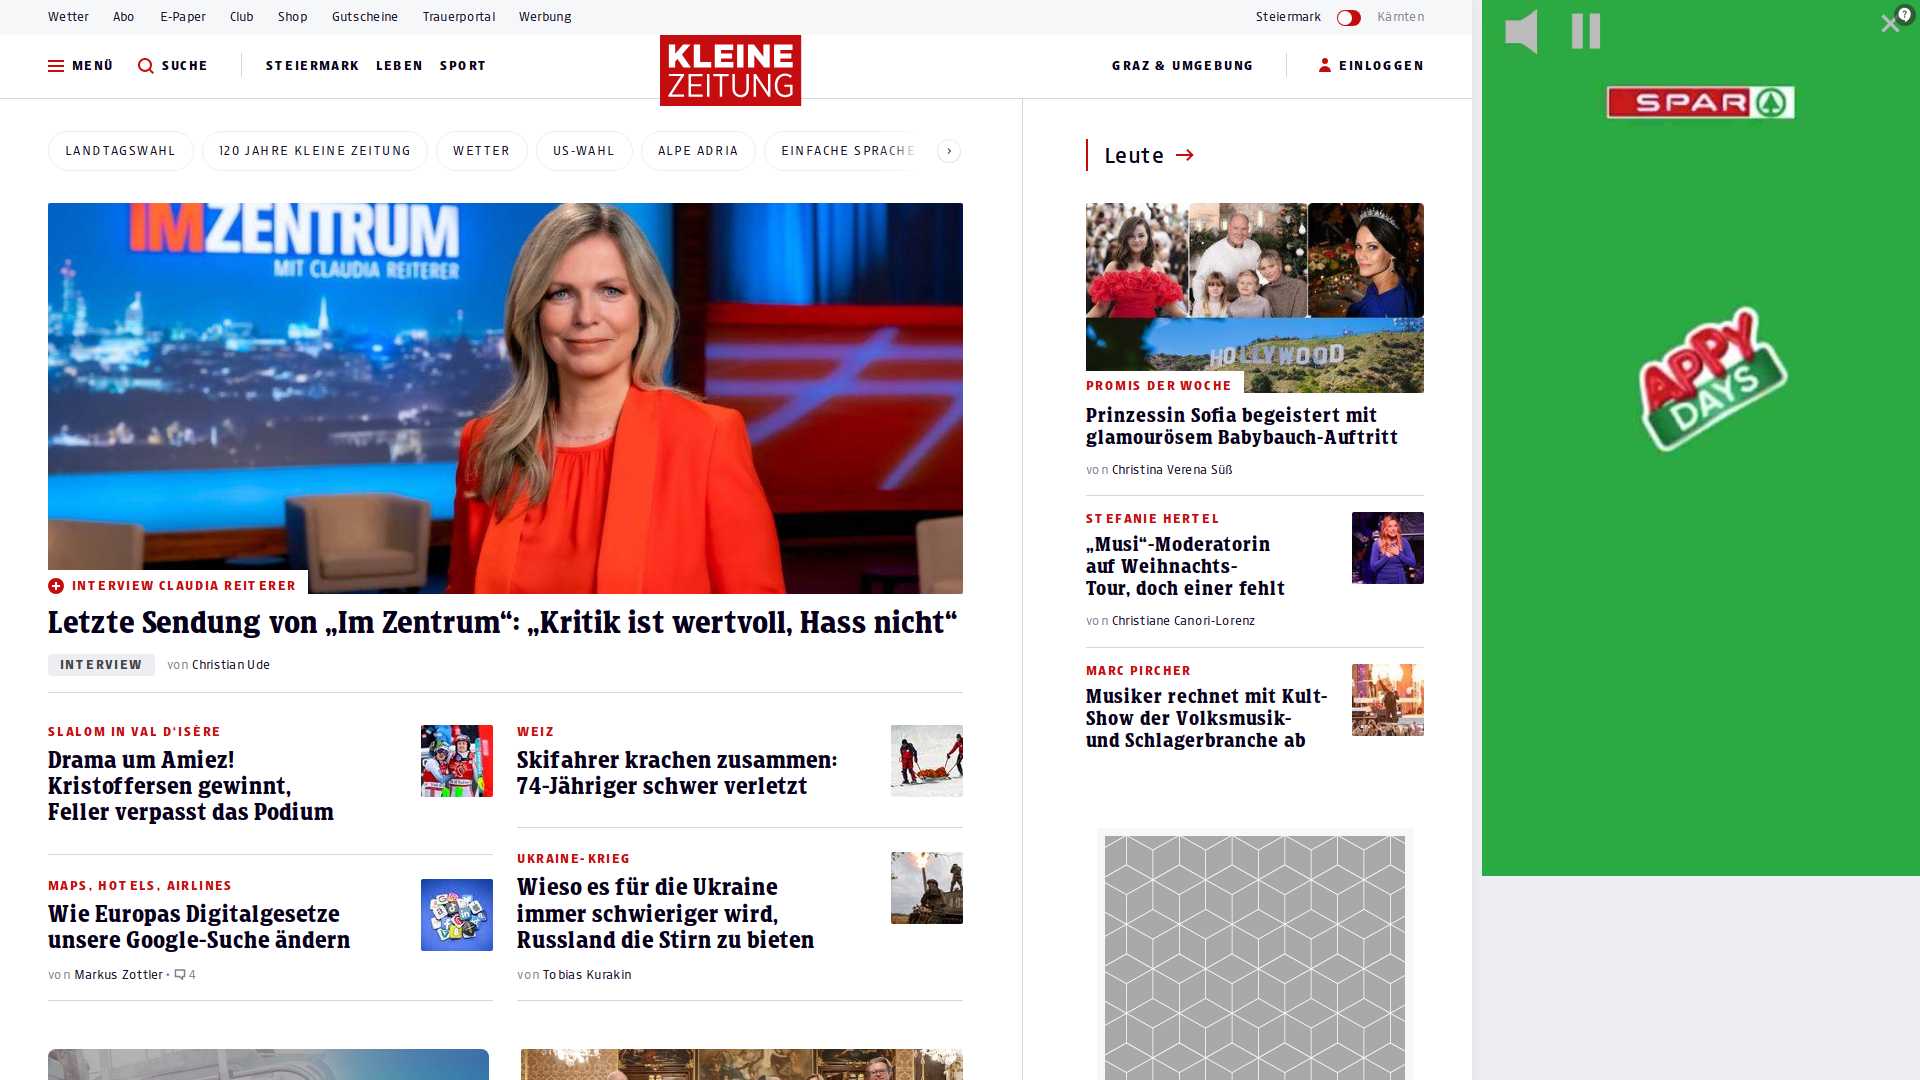 Wetter Abo E-Paper Club Shop Gutscheine Trauerportal Werbung Steiermark Kärnten
MENÜ SUCHE STEIERMARK LEBEN SPORT KLEINE ZEITUNG GRAZ & UMGEBUNG EINLOGGEN
LANDTAGSWAHL 120 JAHRE KLEINE ZEITUNG WETTER US-WAHL ALPE ADRIA EINFACHE SPRACHE
IMZENTRUM
MIT CLAUDIA REITERER
INTERVIEW CLAUDIA REITERER
Letzte Sendung von „Im Zentrum“: „Kritik ist wertvoll, Hass nicht“
INTERVIEW von Christian Ude
SLALOM IN VAL D'ISÈRE
Drama um Amiez!
Kristoffersen gewinnt,
Feller verpasst das Podium
MAPS, HOTELS, AIRLINES
Wie Europas Digitalgesetze
unsere Google-Suche ändern
von Markus Zottler • 4
WEIZ
Skifahrer krachen zusammen:
74-Jähriger schwer verletzt
UKRAINE-KRIEG
Wieso es für die Ukraine
immer schwieriger wird,
Russland die Stirn zu bieten
von Tobias Kurakin
Leute
HOLLYWOOD
PROMIS DER WOCHE
Prinzessin Sofia begeistert mit
glamourösem Babybauch-Auftritt
von Christina Verena Süß
STEFANIE HERTEL
„Musi“-Moderatorin
auf Weihnachts-
Tour, doch einer fehlt
von Christiane Canori-Lorenz
MARC PIRCHER
Musiker rechnet mit Kult-
Show der Volksmusik-
und Schlagerbranche ab
SPAR
APPY
DAYS